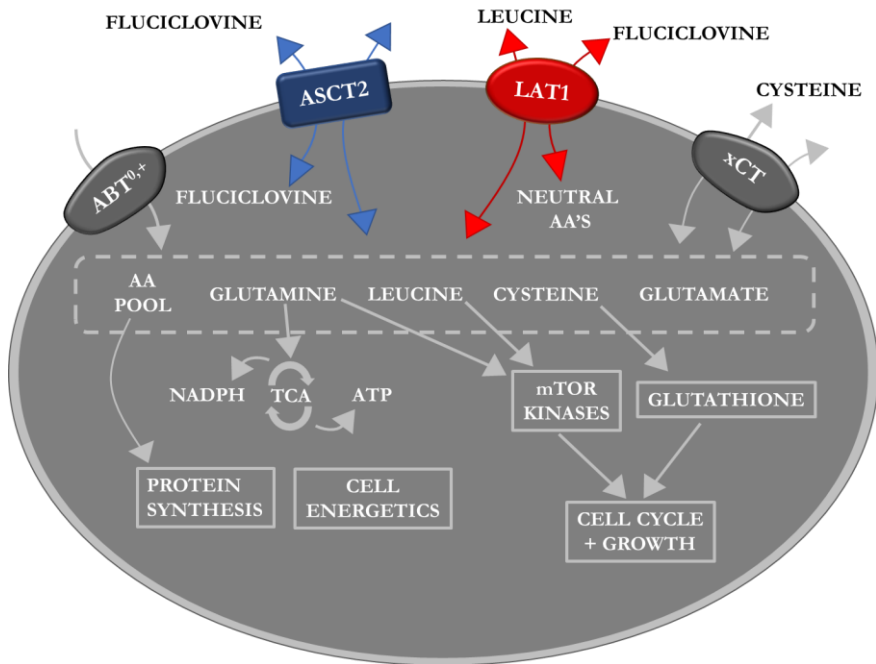 FLUCICLOVINE
LEUCINE
FLUCICLOVINE
ASCT2
LAT1
CYSTEINE
xCT
ABT0,+
FLUCICLOVINE
NEUTRAL
AA'S
AA
POOL
GLUTAMINE
LEUCINE
CYSTEINE
GLUTAMATE
NADPH
TCA
ATP
mTOR
KINASES
GLUTATHIONE
PROTEIN
SYNTHESIS
CELL
ENERGETICS
CELL CYCLE
+ GROWTH